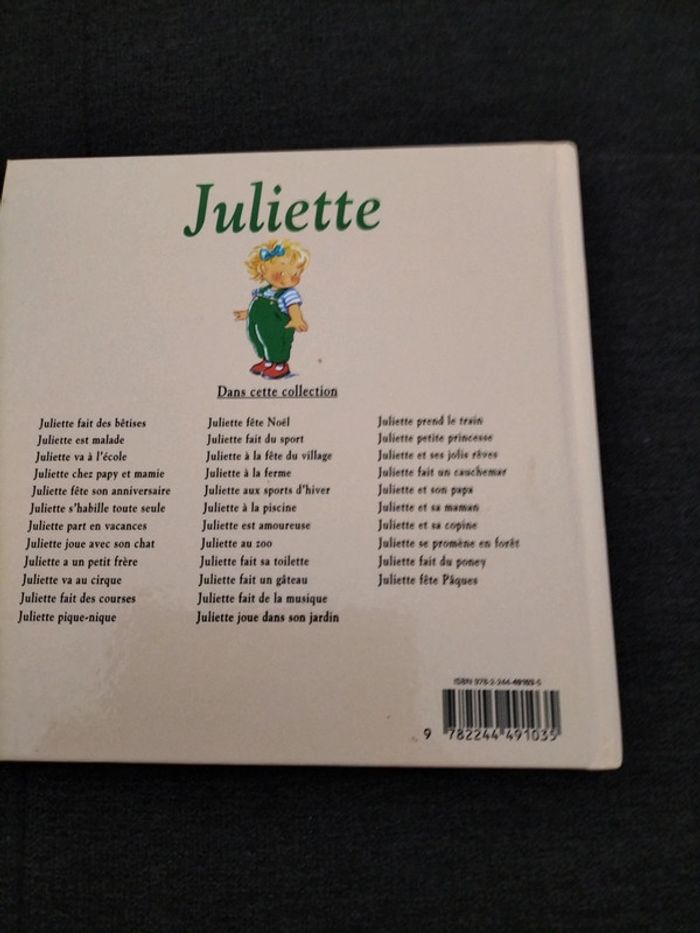 Juliette
Dans cette collection
Juliette fait des bêtises
Juliette est malade
Juliette va à l'école
Juliette chez papy et mamie
Juliette fête son anniversaire
Juliette s'habille toute seule
Juliette part en vacances
Juliette joue avec son chat
Juliette a un petit frère
Juliette va au cirque
Juliette fait des courses
Juliette pique-nique
Juliette fête Noël
Juliette fait du sport
Juliette à la fête du village
Juliette à la ferme
Juliette aux sports d'hiver
Juliette à la piscine
Juliette est amoureuse
Juliette au zoo
Juliette fait sa toilette
Juliette fait un gâteau
Juliette fait de la musique
Juliette joue dans son jardin
Juliette prend le train
Juliette petite princesse
Juliette et ses jolis rêves
Juliette fait un cauchemar
Juliette et son papa
Juliette et sa maman
Juliette et sa copine
Juliette se promène en forêt
Juliette fait du poney
Juliette fête Pâques
ISBN 978-2-244-49103-5
9 782244 491035